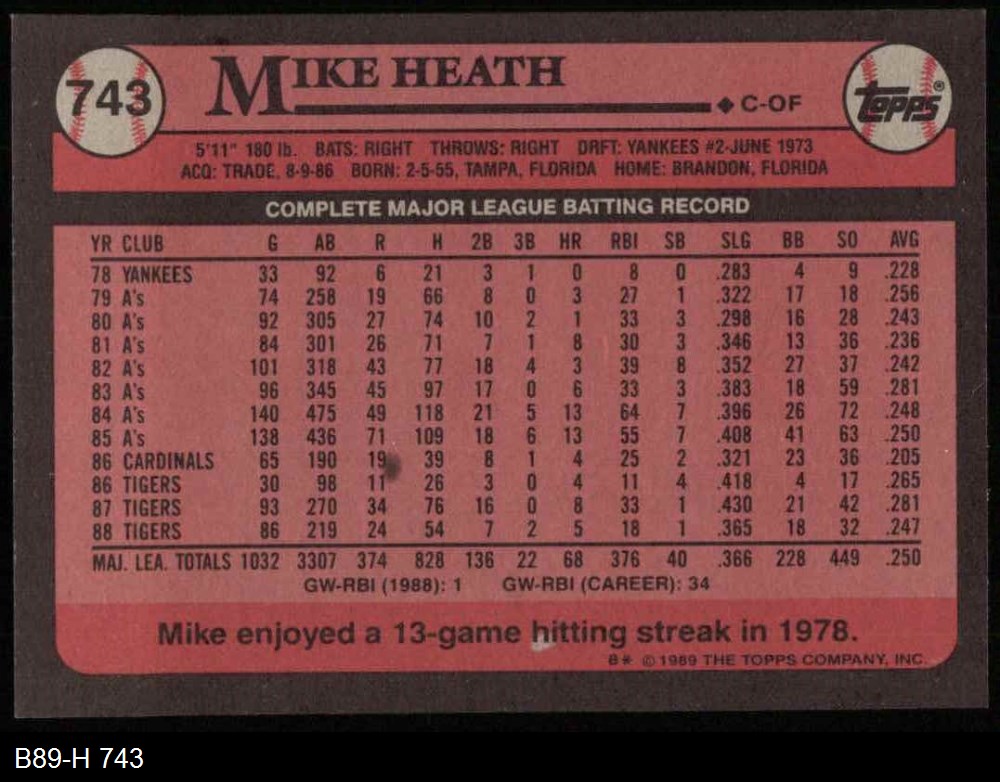 743
MIKE HEATH
◆ C-OF
topps®
5'11" 180 lb. BATS: RIGHT THROWS: RIGHT DRFT: YANKEES #2-JUNE 1973
ACQ: TRADE, 8-9-86 BORN: 2-5-55, TAMPA, FLORIDA HOME: BRANDON, FLORIDA
COMPLETE MAJOR LEAGUE BATTING RECORD
YR CLUB G AB R H 2B 3B HR RBI SB SLG BB SO AVG
78 YANKEES 33 92 6 21 3 1 0 8 0 .283 4 9 .228
79 A's 74 258 19 66 8 0 3 27 1 .322 17 18 .256
80 A's 92 305 27 74 10 2 1 33 3 .298 16 28 .243
81 A's 84 301 26 71 7 1 8 30 3 .346 13 36 .236
82 A's 101 318 43 77 18 4 3 39 8 .352 27 37 .242
83 A's 96 345 45 97 17 0 6 33 3 .383 18 59 .281
84 A's 140 475 49 118 21 5 13 64 7 .396 26 72 .248
85 A's 138 436 71 109 18 6 13 55 7 .408 41 63 .250
86 CARDINALS 65 190 19 39 8 1 4 25 2 .321 23 36 .205
86 TIGERS 30 98 11 26 3 0 4 11 4 .418 4 17 .265
87 TIGERS 93 270 34 76 16 0 8 33 1 .430 21 42 .281
88 TIGERS 86 219 24 54 7 2 5 18 1 .365 18 32 .247
MAJ. LEA. TOTALS 1032 3307 374 828 136 22 68 376 40 .366 228 449 .250
GW-RBI (1988): 1 GW-RBI (CAREER): 34
Mike enjoyed a 13-game hitting streak in 1978.
B* © 1989 THE TOPPS COMPANY, INC.
B89-H 743